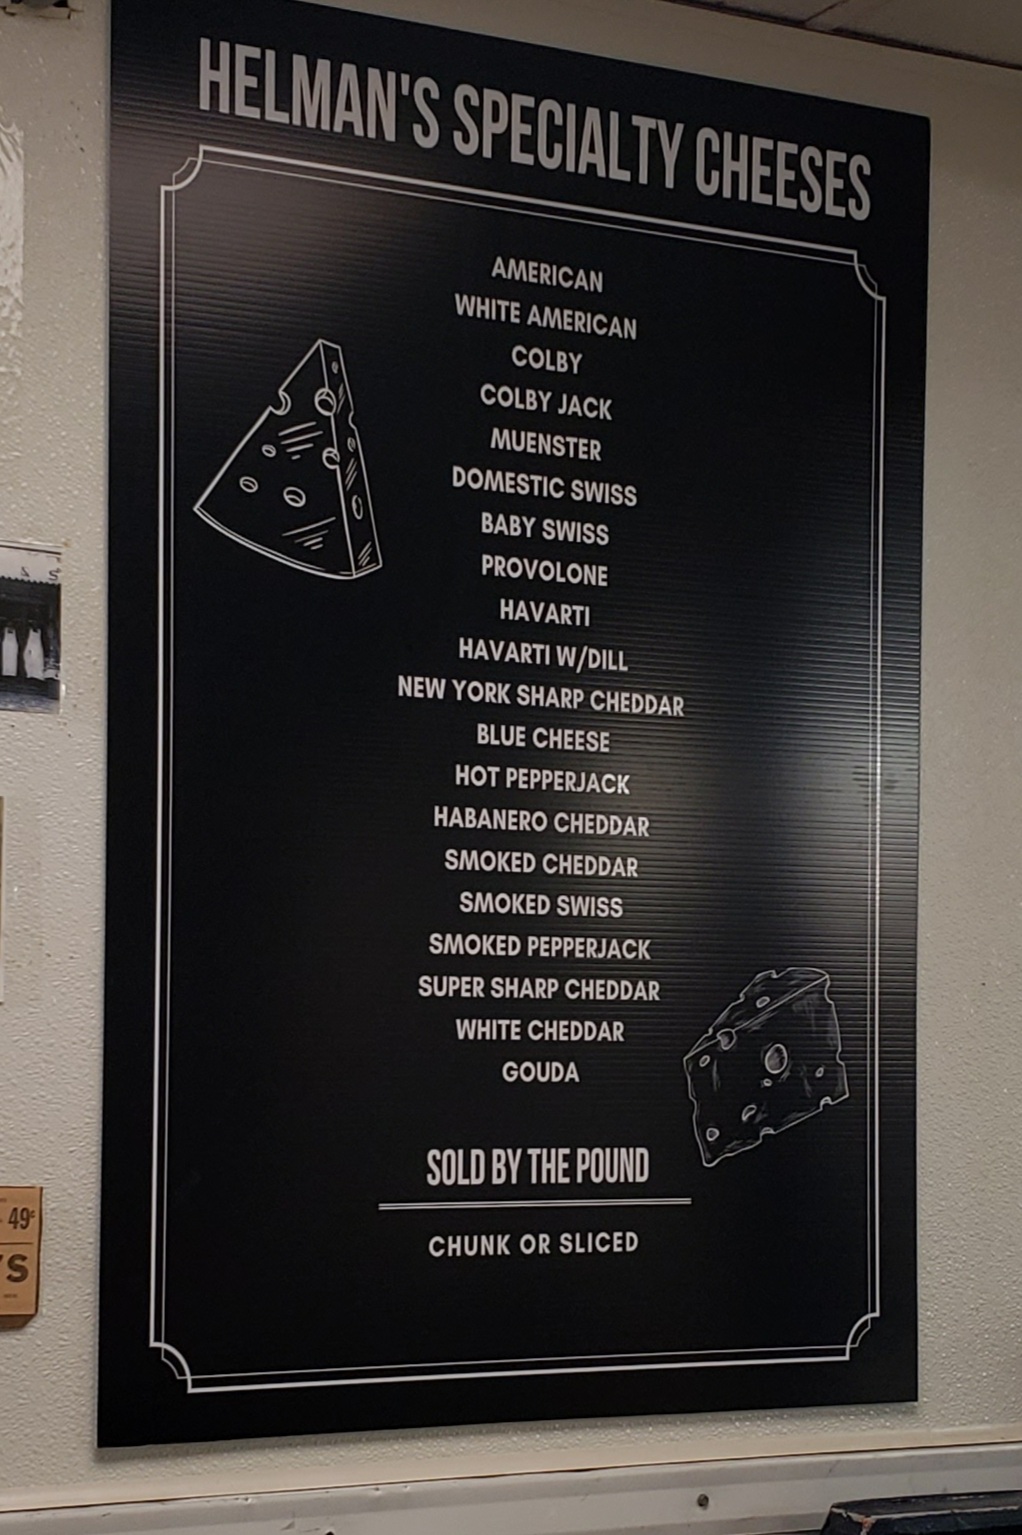 HELMAN'S SPECIALTY CHEESES
AMERICAN
WHITE AMERICAN
COLBY
COLBY JACK
MUENSTER
DOMESTIC SWISS
BABY SWISS
PROVOLONE
HAVARTI
HAVARTI W/DILL
NEW YORK SHARP CHEDDAR
BLUE CHEESE
HOT PEPPERJACK
HABANERO CHEDDAR
SMOKED CHEDDAR
SMOKED SWISS
SMOKED PEPPERJACK
SUPER SHARP CHEDDAR
WHITE CHEDDAR
GOUDA
SOLD BY THE POUND
CHUNK OR SLICED
49¢
'S